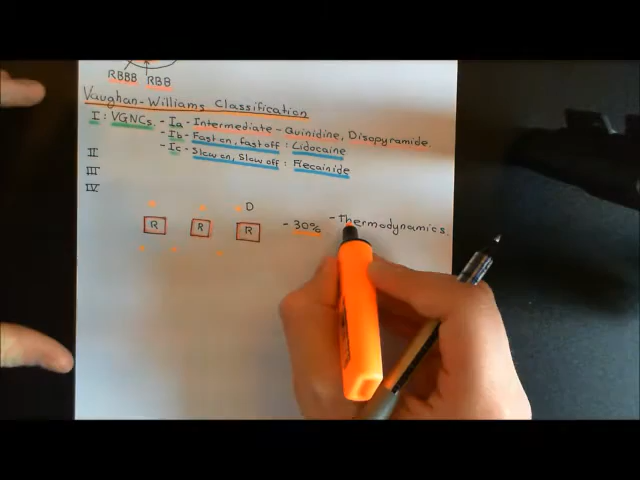 RBBB RBB
Vaughan-Williams Classification
I: VGNCs - Ia - Intermediate - Quinidine, Disopyramide.
- Ib - Fast on, fast off: Lidocaine
- Ic - Slow on, Slow off: Flecainide
II
III
IV
D
R R R - 30% - Thermodynamics.